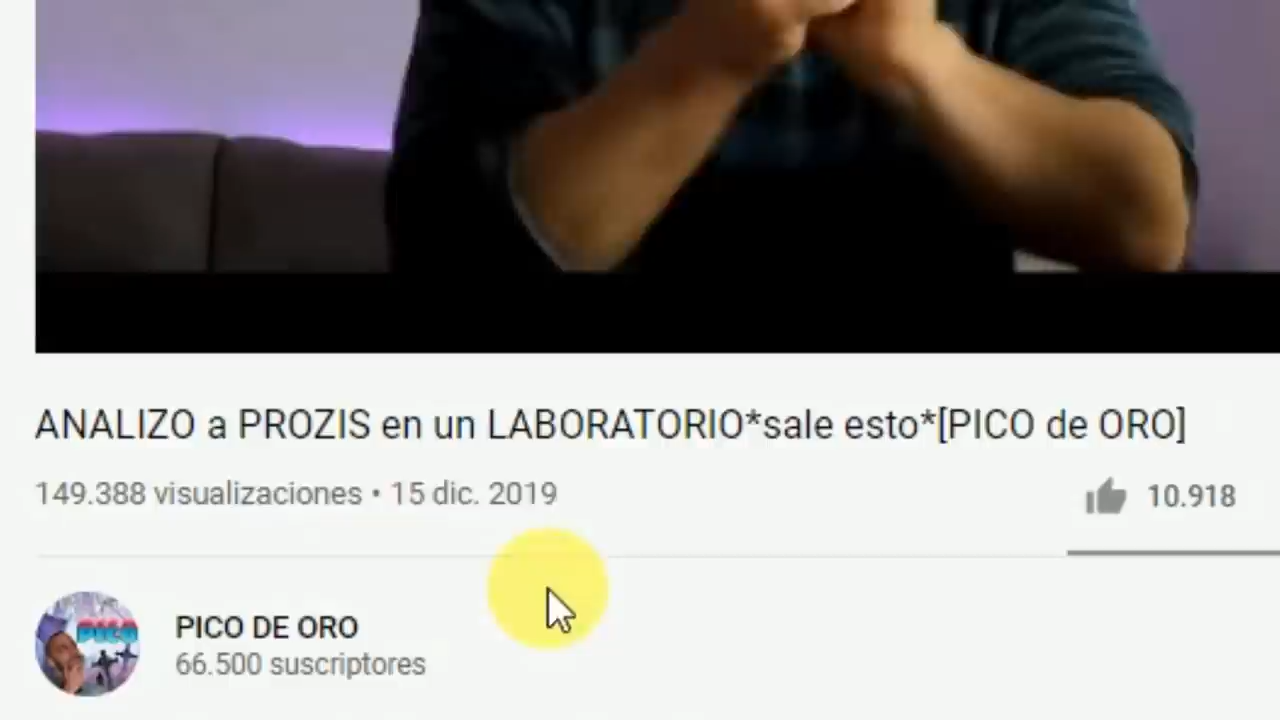 ANALIZO a PROZIS en un LABORATORIO*sale esto*[PICO de ORO]
149.388 visualizaciones • 15 dic. 2019
10.918
PICO
PICO DE ORO
66.500 suscriptores